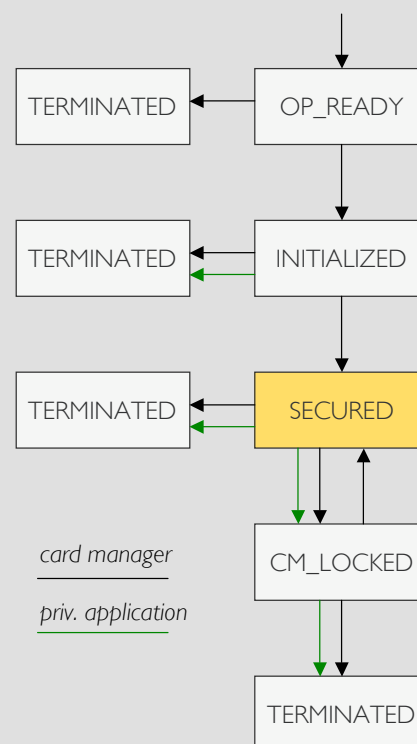 TERMINATED
OP_READY
TERMINATED
INITIALIZED
TERMINATED
SECURED
card manager
CM_LOCKED
priv. application
TERMINATED